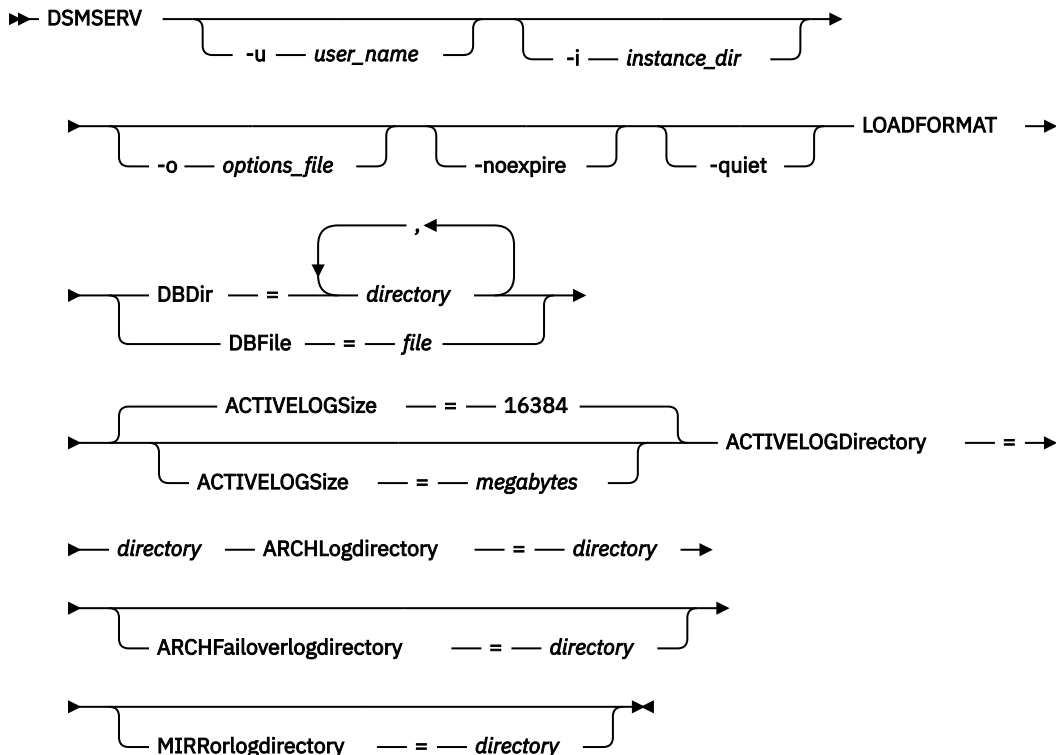 DSMSERV
-u user_name
-i instance_dir
LOADFORMAT
-o options_file
-noexpire
-quiet
,
DBDir = directory
DBFile = file
ACTIVELOGSize = 16384
ACTIVELOGDirectory =
ACTIVELOGSize = megabytes
directory ARCHLogdirectory = directory
ARCHFailoverlogdirectory = directory
MIRRorlogdirectory = directory